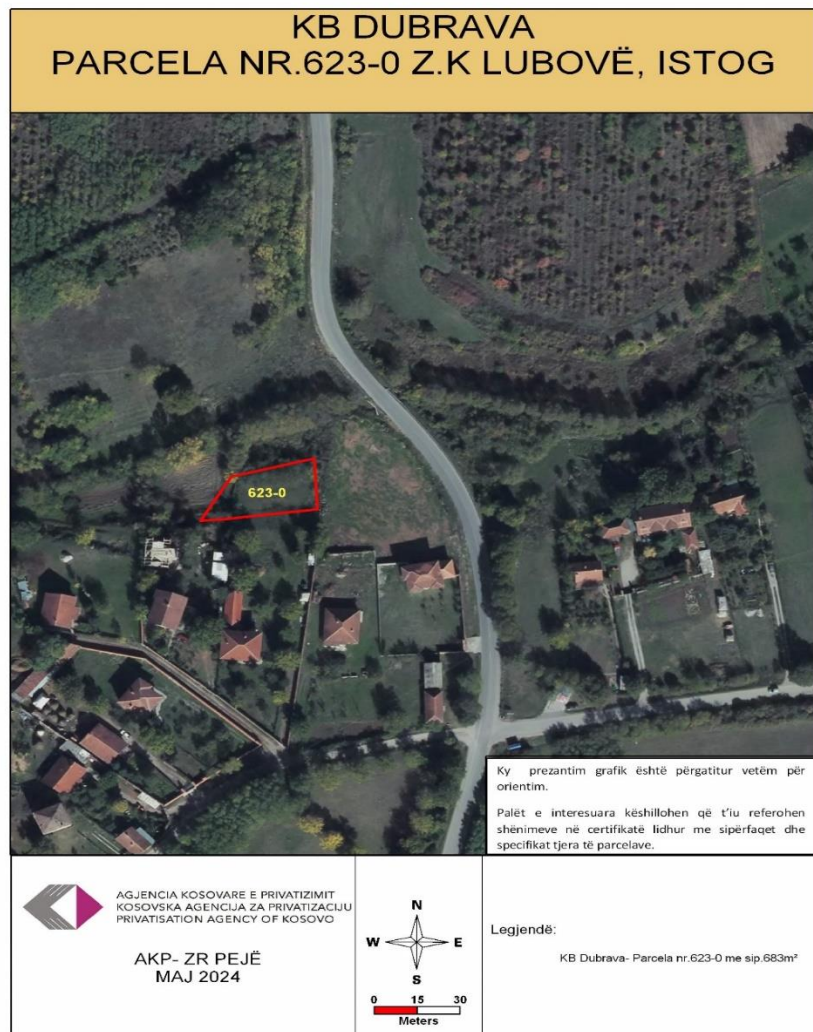 KB DUBRAVA
PARCELA NR.623-0 Z.K LUBOVË, ISTOG
623-0
Ky prezantim grafik është përgatitur vetëm për
orientim.
Palët e interesuara këshillohen që t'iu referohen
shënimeve në certifikatë lidhur me sipërfaqet dhe
specifikat tjera të parcelave.
AGJENCIA KOSOVARE E PRIVATIZIMIT
KOSOVSKA AGENCIJA ZA PRIVATIZACIJU
PRIVATISATION AGENCY OF KOSOVO
AKP- ZR PEJË
MAJ 2024
N
W E
S
0 15 30
Meters
Legjendë:
KB Dubrava- Parcela nr.623-0 me sip.683m²